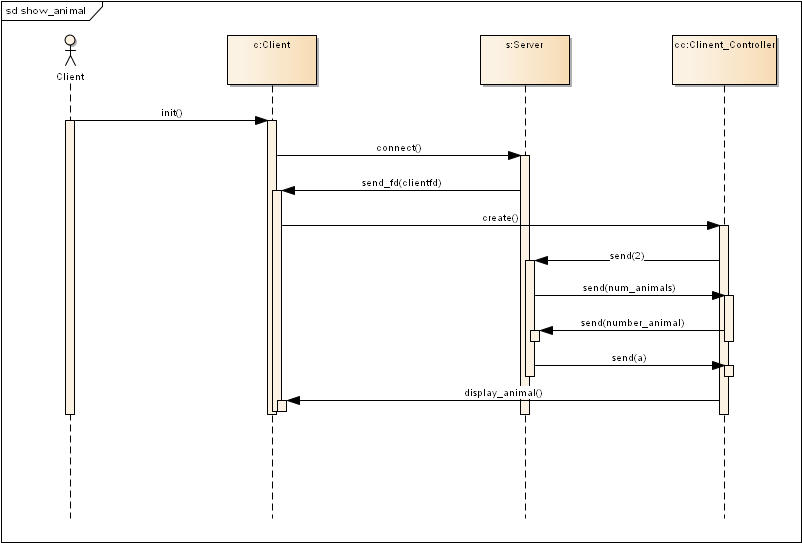 sd show_animal
c:Client
s:Server
cc:Clinent_Controller
Client
init()
connect()
send_fd(clientfd)
create()
send(2)
send(num_animals)
send(number_animal)
send(a)
display_animal()